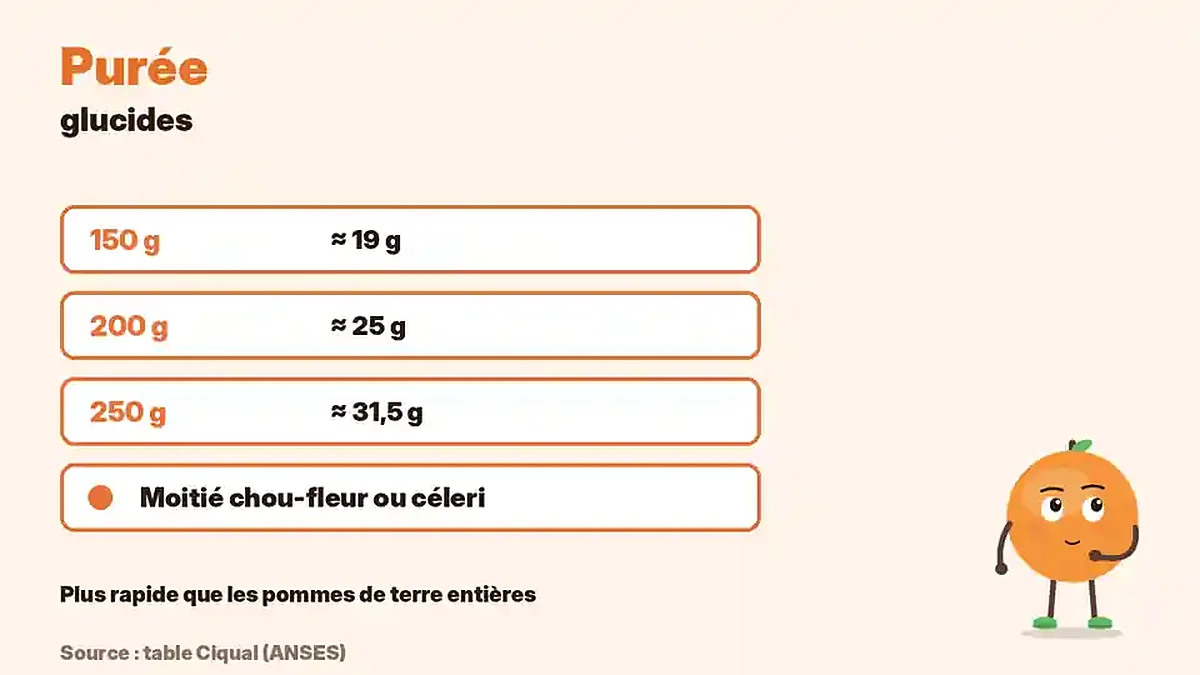 Purée
glucides
150 g ≈ 19 g
200 g ≈ 25 g
250 g ≈ 31,5 g
Moitié chou-fleur ou céleri
Plus rapide que les pommes de terre entières
Source : table Ciqual (ANSES)